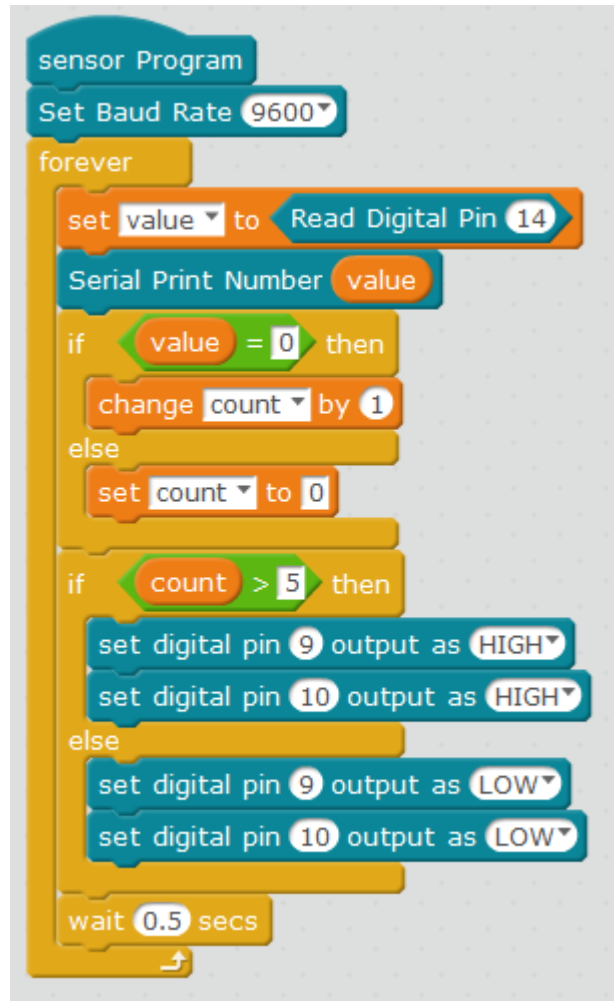 sensor Program
Set Baud Rate 9600
forever
set value to Read Digital Pin 14
Serial Print Number value
if value = 0 then
change count by 1
else
set count to 0
if count > 5 then
set digital pin 9 output as HIGH
set digital pin 10 output as HIGH
else
set digital pin 9 output as LOW
set digital pin 10 output as LOW
wait 0.5 secs